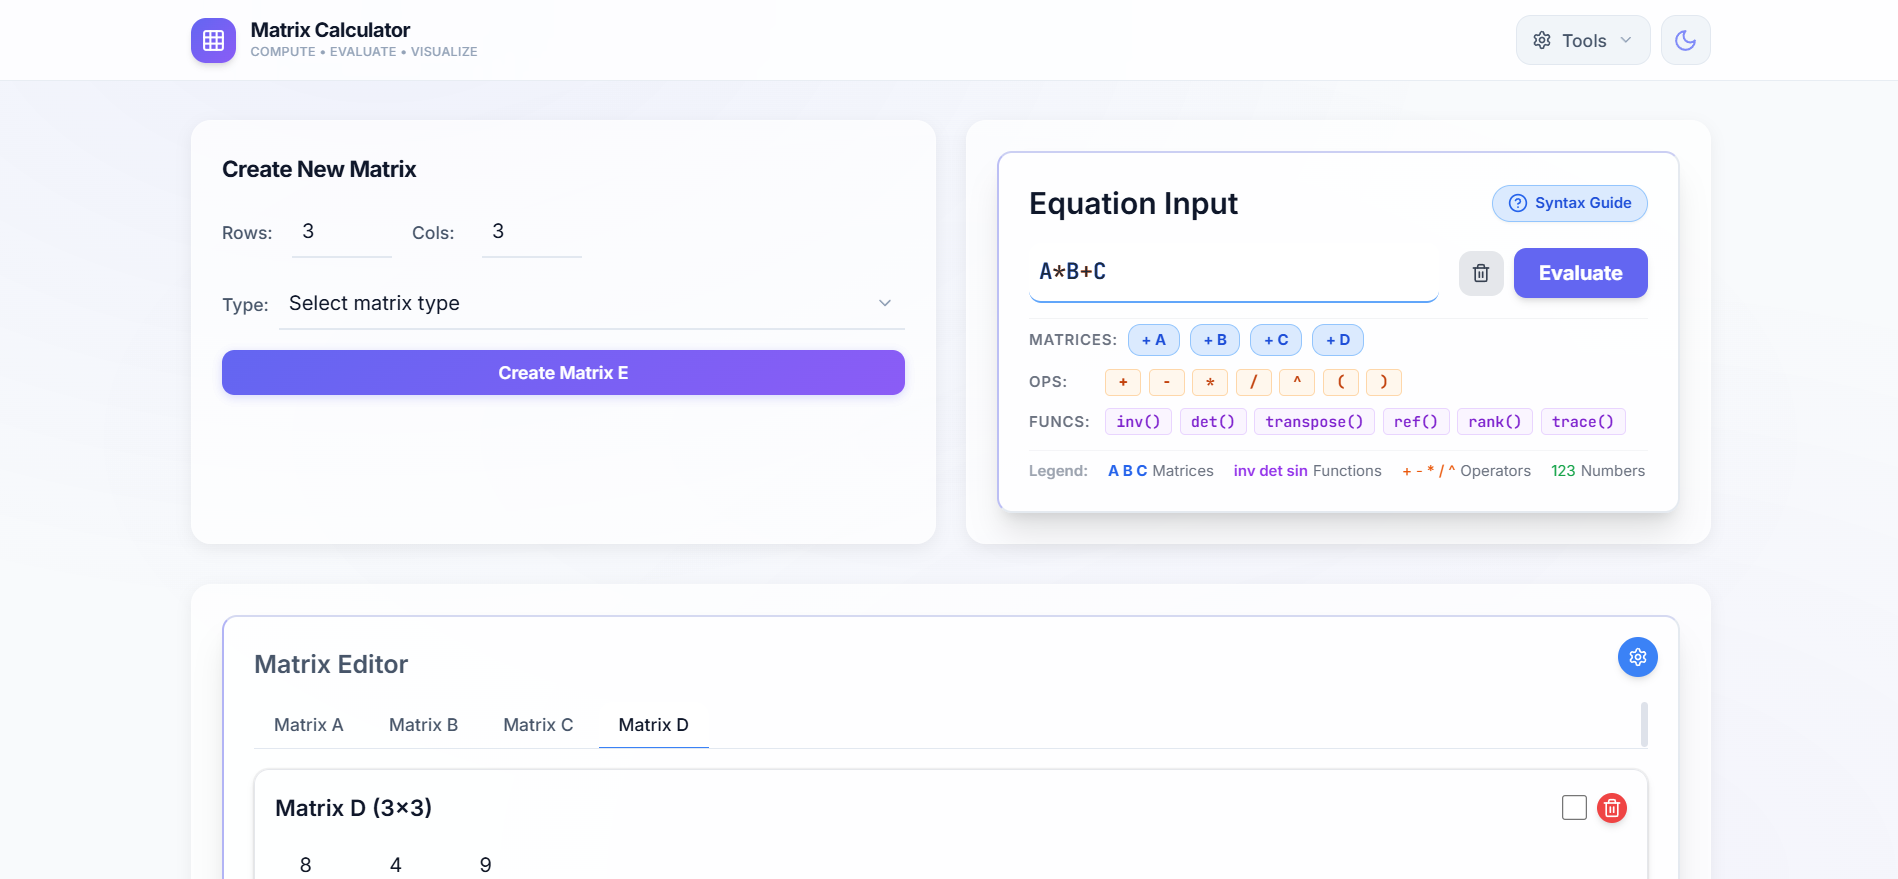 Matrix Calculator
COMPUTE • EVALUATE • VISUALIZE
Tools
Create New Matrix
Rows: 3 Cols: 3
Type: Select matrix type
Create Matrix E
Equation Input
Syntax Guide
A*B+C
Evaluate
MATRICES: + A + B + C + D
OPS: + - * / ^ ( )
FUNCS: inv() det() transpose() ref() rank() trace()
Legend: A B C Matrices inv det sin Functions + - * / ^ Operators 123 Numbers
Matrix Editor
Matrix A Matrix B Matrix C Matrix D
Matrix D (3×3)
8 4 9